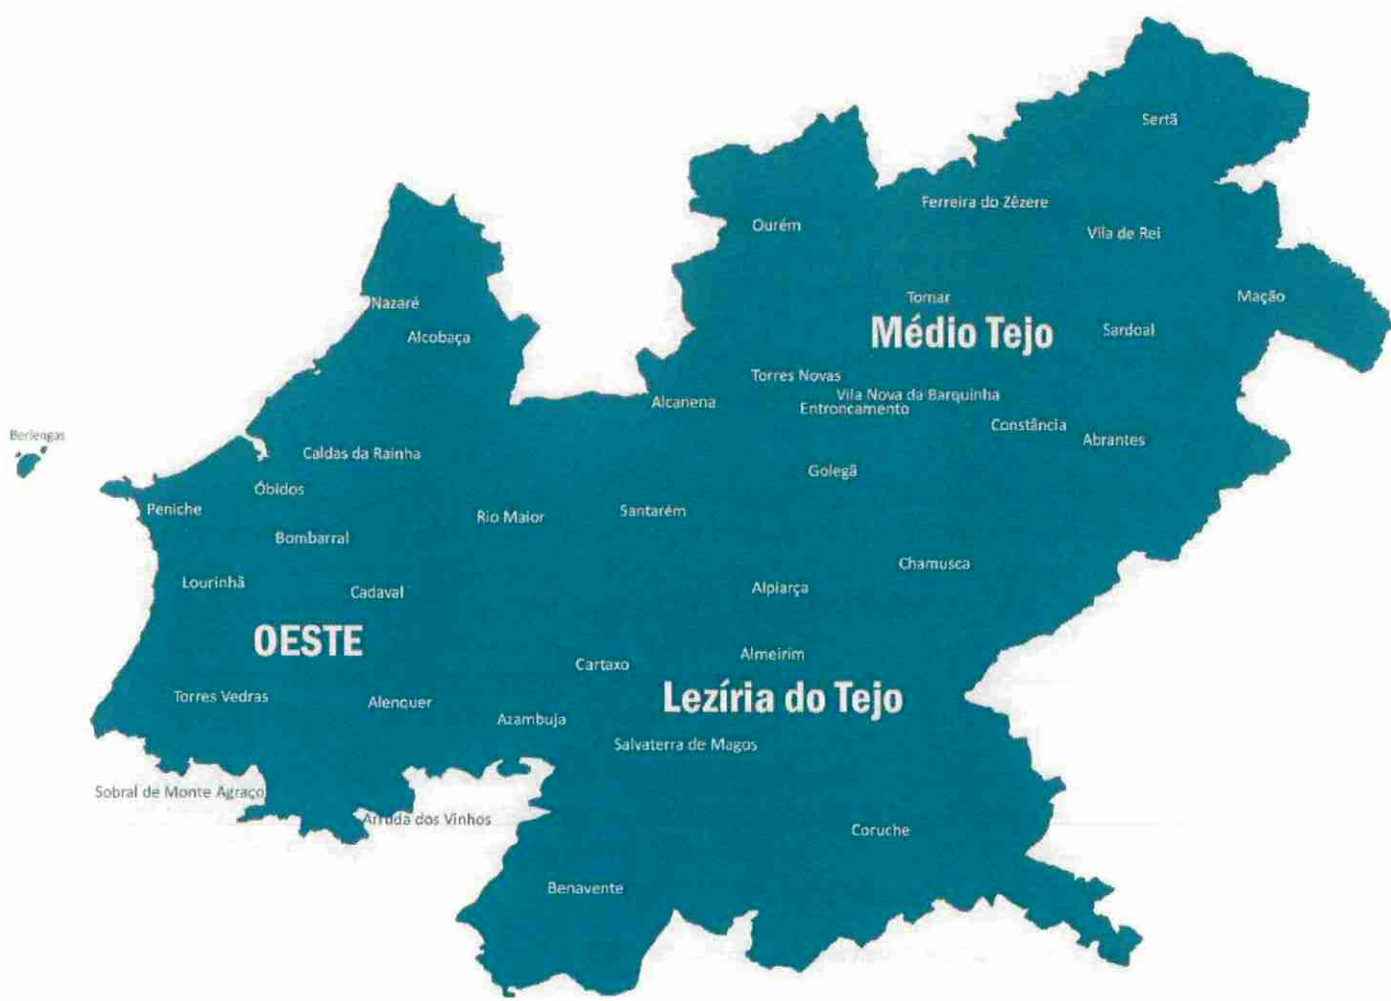 Sertã
Ferreira do Zêzere
Ourém
Vila de Rei
Nazaré
Tomar
Mação
Alcobaça
Médio Tejo
Sardoal
Torres Novas
Vila Nova da Barquinha
Alcanena
Entroncamento
Constância
Abrantes
Berlengas
Caldas da Rainha
Golegã
Óbidos
Peniche
Rio Maior
Santarém
Bombarral
Chamusca
Lourinhã
Cadaval
Alpiarça
OESTE
Almeirim
Cartaxo
Torres Vedras
Alenquer
Lezíria do Tejo
Azambuja
Salvaterra de Magos
Sobral de Monte Agraço
Arruda dos Vinhos
Coruche
Benavente